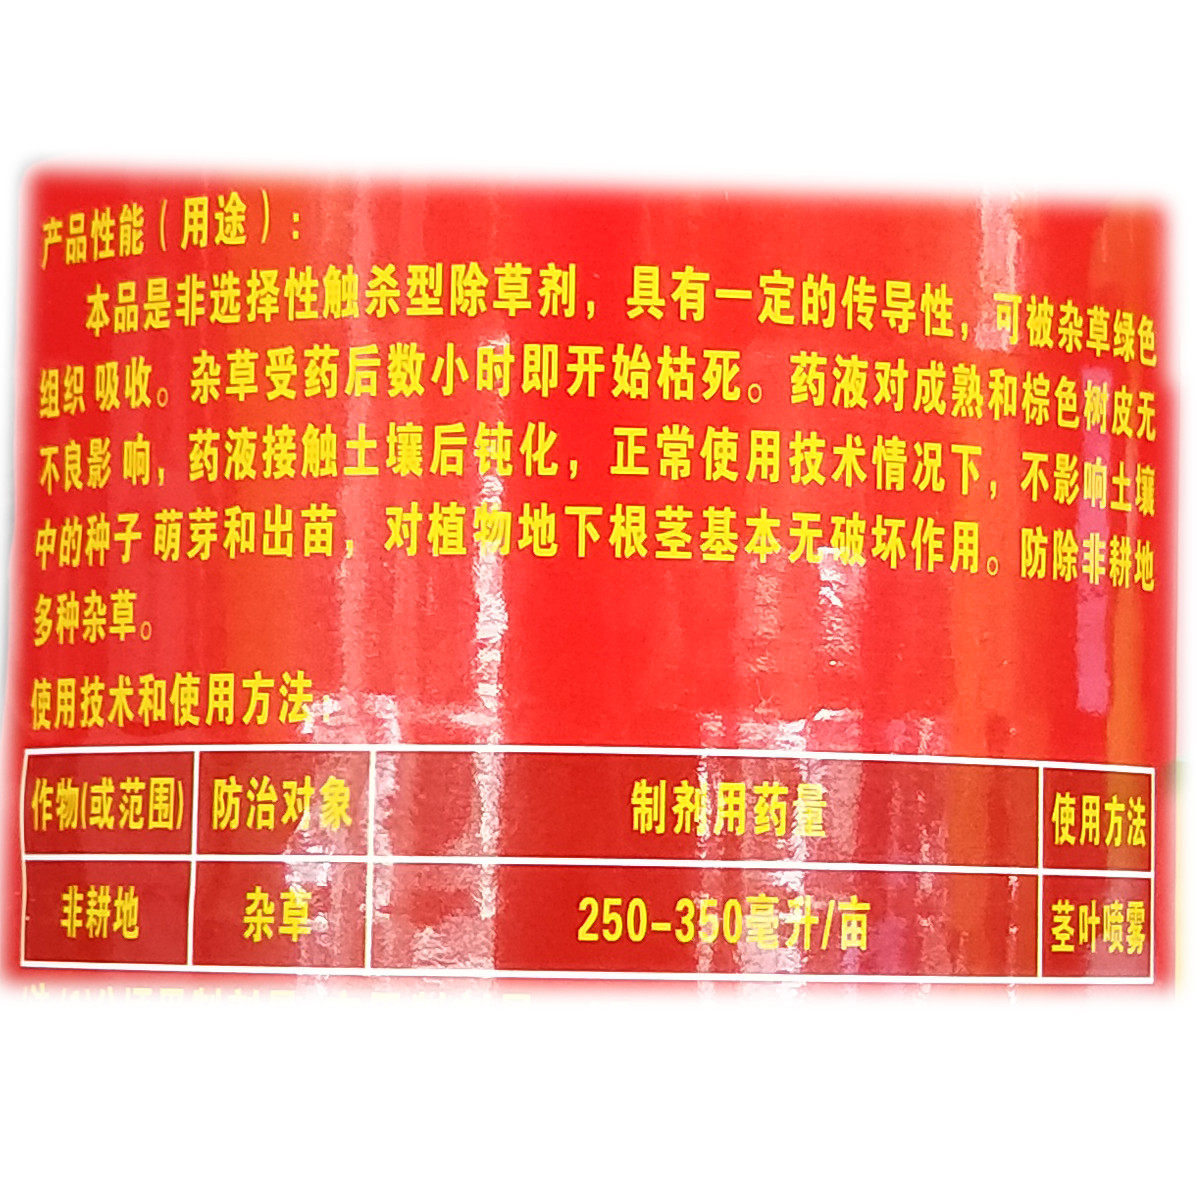 产品性能（用途）：
本品是非选择性触杀型除草剂，具有一定的传导性，可被杂草绿色
组织吸收。杂草受药后数小时即开始枯死。药液对成熟和棕色树皮无
不良影响，药液接触土壤后钝化，正常使用技术情况下，不影响土壤
中的种子萌芽和出苗，对植物地下根茎基本无破坏作用。防除非耕地
多种杂草。
使用技术和使用方法：
作物(或范围) 防治对象 制剂用药量 使用方法
非耕地 杂草 250-350毫升/亩 茎叶喷雾